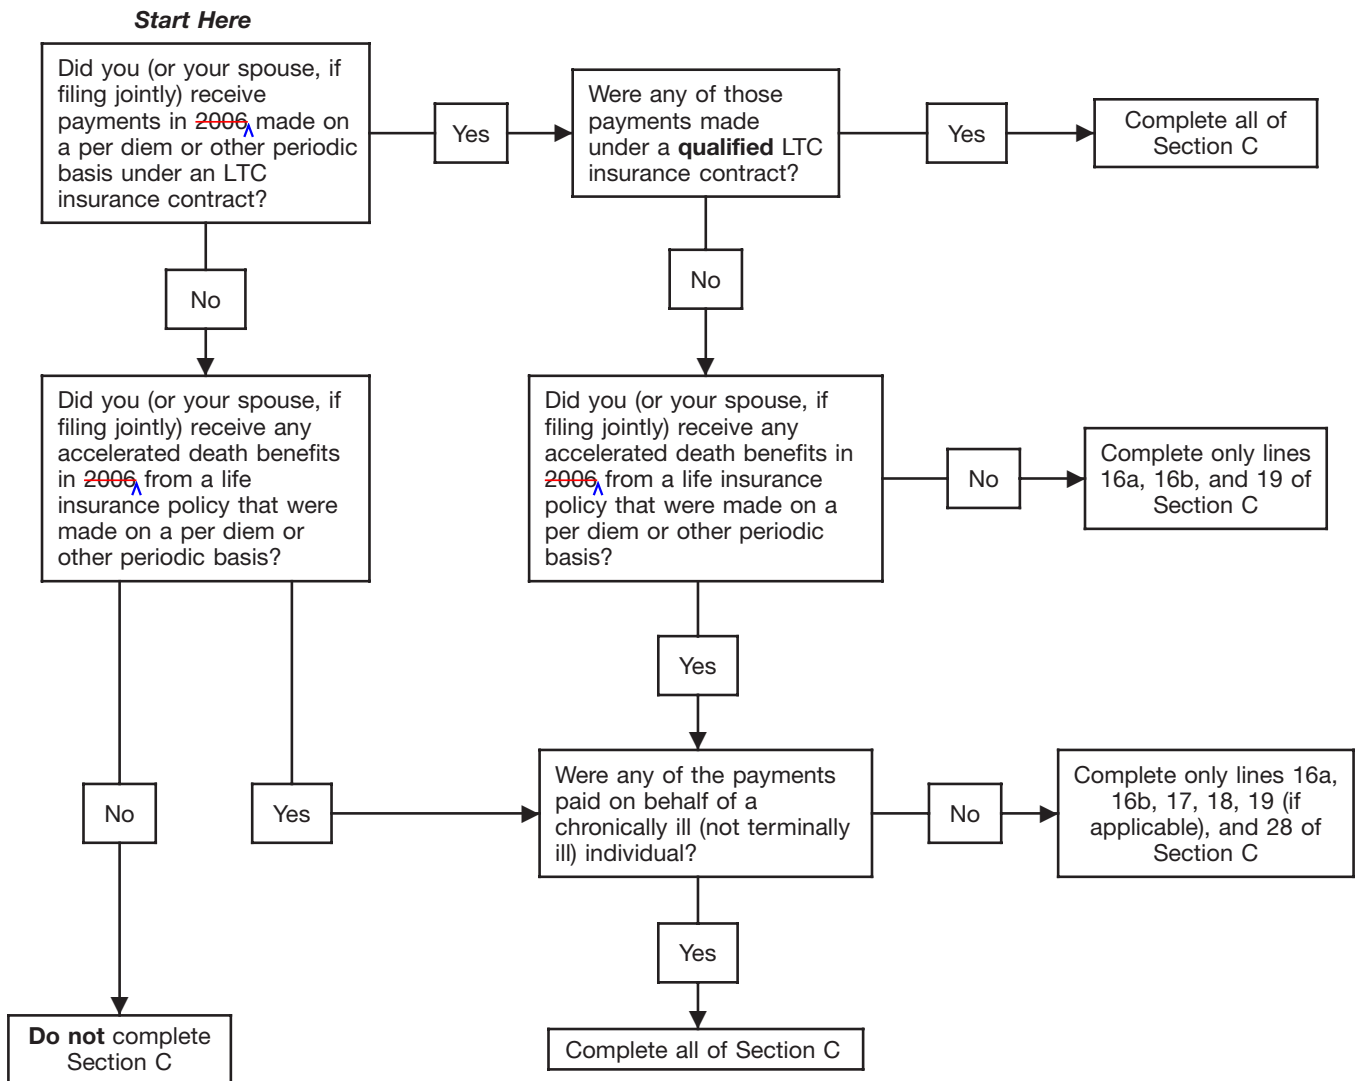 Start Here
Did you (or your spouse, if
filing jointly) receive
payments in 2006 made on
a per diem or other periodic
basis under an LTC
insurance contract?
Yes
Were any of those
payments made
under a qualified LTC
insurance contract?
Yes
Complete all of
Section C
No
No
Did you (or your spouse, if
filing jointly) receive any
accelerated death benefits
in 2006 from a life
insurance policy that were
made on a per diem or
other periodic basis?
Did you (or your spouse, if
filing jointly) receive any
accelerated death benefits in
2006 from a life insurance
policy that were made on a
per diem or other periodic
basis?
No
Complete only lines
16a, 16b, and 19 of
Section C
Yes
No
Yes
Were any of the payments
paid on behalf of a
chronically ill (not terminally
ill) individual?
No
Complete only lines 16a,
16b, 17, 18, 19 (if
applicable), and 28 of
Section C
Yes
Do not complete
Section C
Complete all of Section C